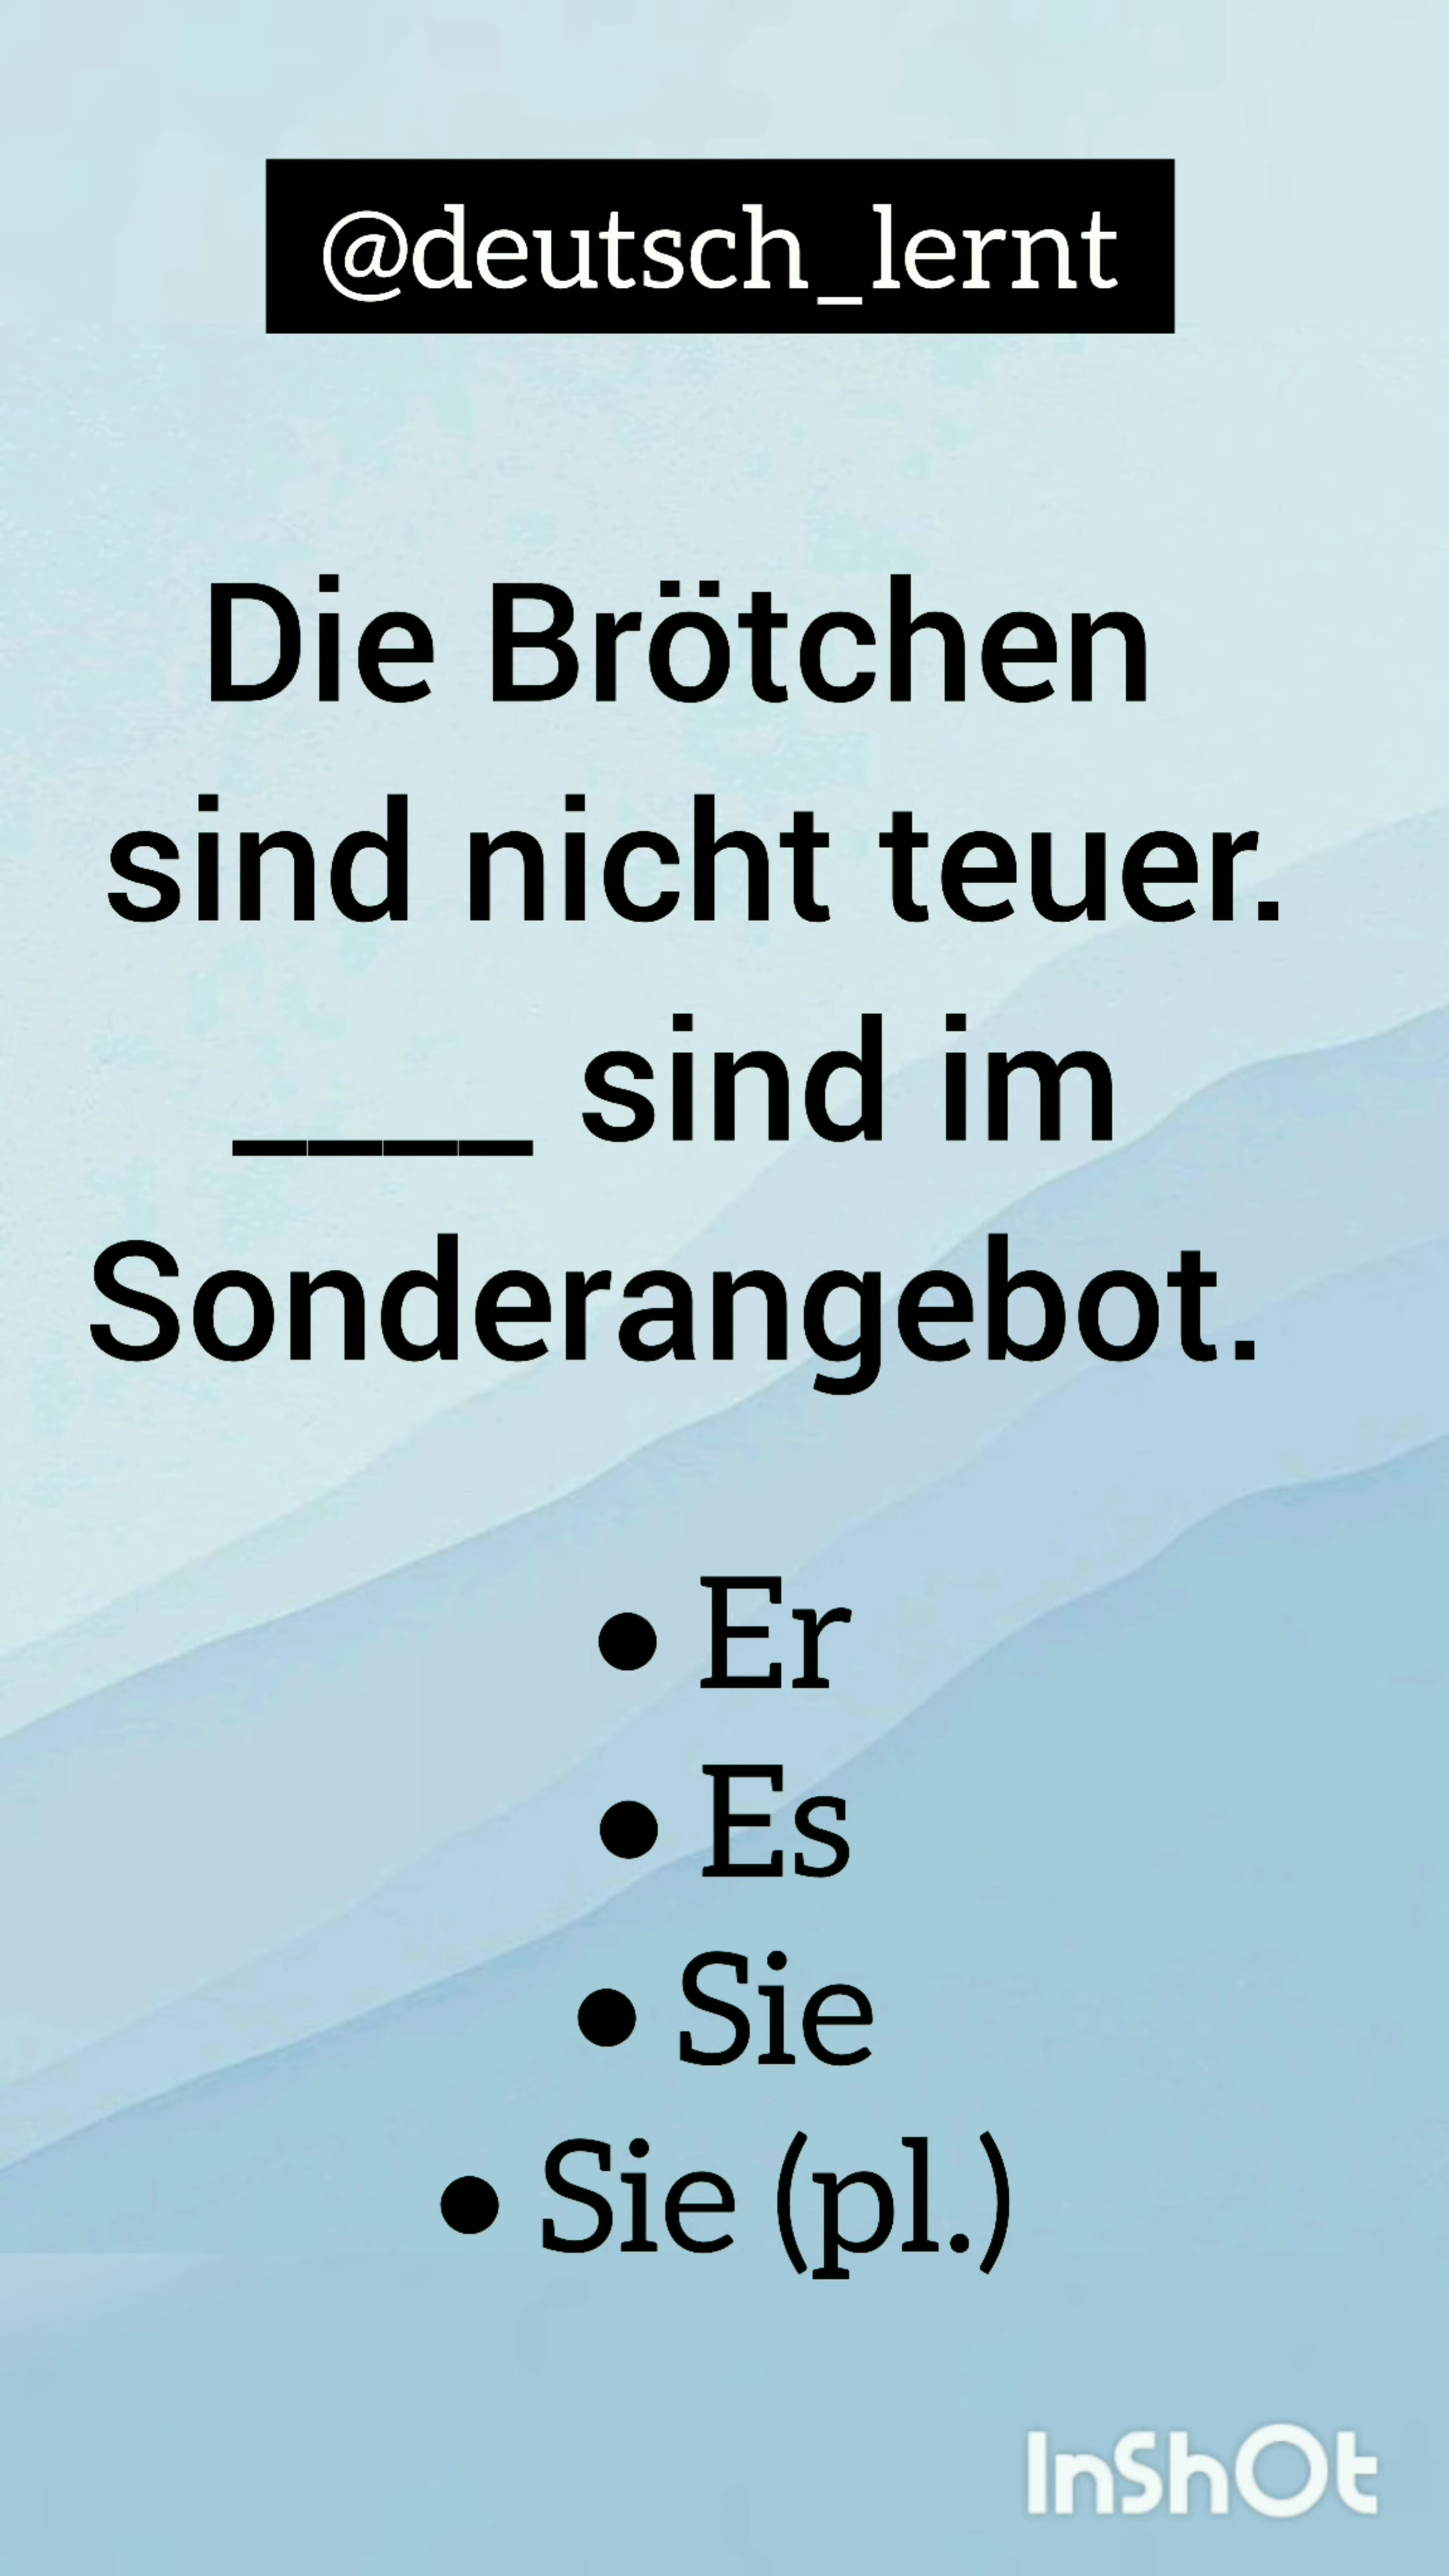 @deutsch_lernt
Die Brötchen
sind nicht teuer.
____ sind im
Sonderangebot.
• Er
• Es
• Sie
• Sie (pl.)
InShOt